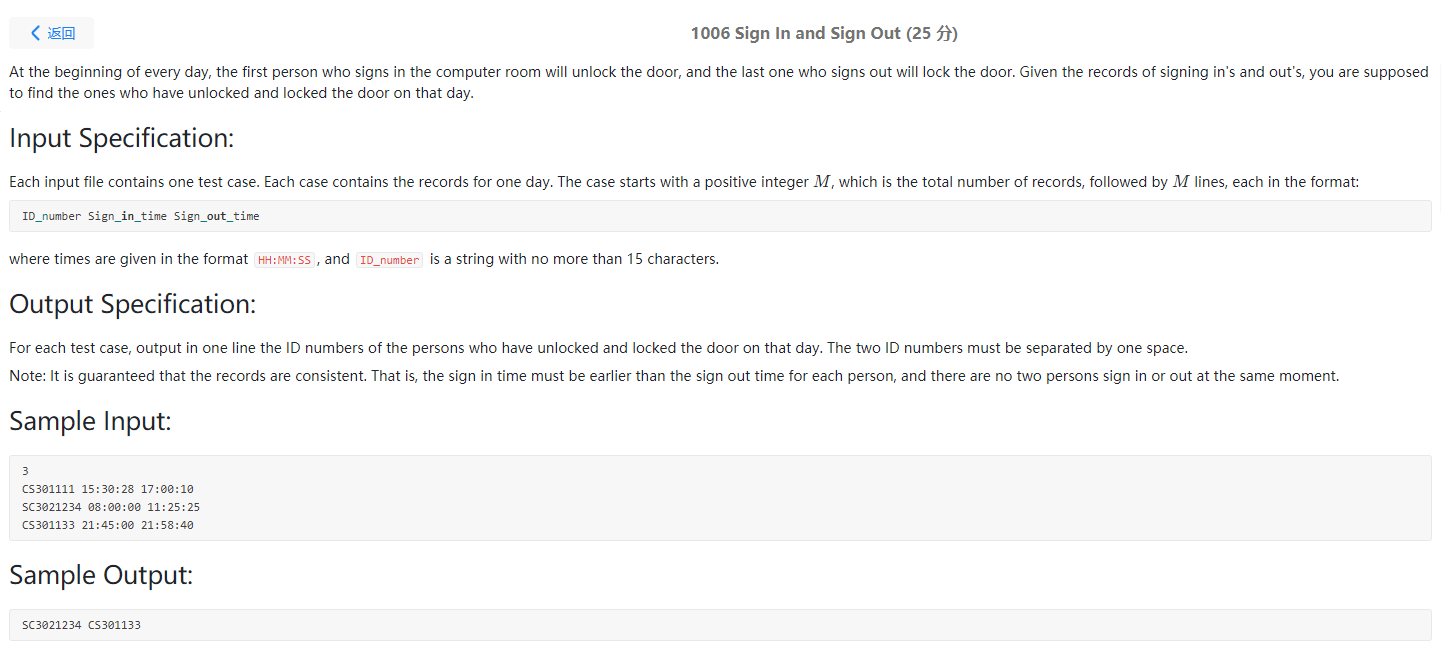 返回
1006 Sign In and Sign Out (25 分)
At the beginning of every day, the first person who signs in the computer room will unlock the door, and the last one who signs out will lock the door. Given the records of signing in's and out's, you are supposed
to find the ones who have unlocked and locked the door on that day.
Input Specification:
Each input file contains one test case. Each case contains the records for one day. The case starts with a positive integer M, which is the total number of records, followed by M lines, each in the format:
ID_number Sign_in_time Sign_out_time
where times are given in the format HH:MM:SS, and ID_number is a string with no more than 15 characters.
Output Specification:
For each test case, output in one line the ID numbers of the persons who have unlocked and locked the door on that day. The two ID numbers must be separated by one space.
Note: It is guaranteed that the records are consistent. That is, the sign in time must be earlier than the sign out time for each person, and there are no two persons sign in or out at the same moment.
Sample Input:
3
CS301111 15:30:28 17:00:10
SC3021234 08:00:00 11:25:25
CS301133 21:45:00 21:58:40
Sample Output:
SC3021234 CS301133